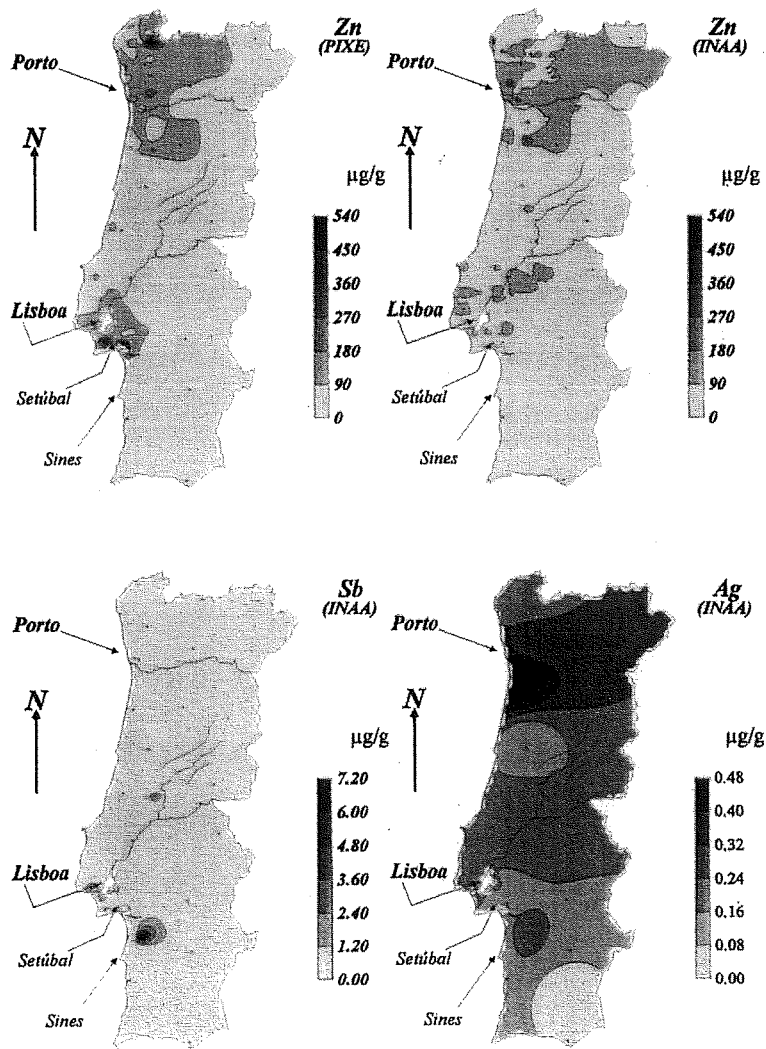 Zn
(PIXE)
Porto
N
µg/g
540
450
360
270
180
90
0
Lisboa
Setúbal
Sines
Zn
(INAA)
Porto
N
µg/g
540
450
360
270
180
90
0
Lisboa
Setúbal
Sines
Sb
(INAA)
Porto
N
µg/g
7.20
6.00
4.80
3.60
2.40
1.20
0.00
Lisboa
Setúbal
Sines
Ag
(INAA)
Porto
N
µg/g
0.48
0.40
0.32
0.24
0.16
0.08
0.00
Lisboa
Setúbal
Sines